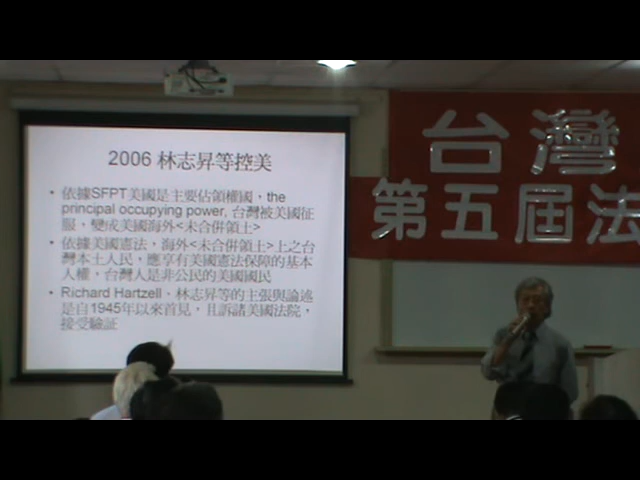 2006 林志昇等控美
• 依據SFPT美國是主要佔領權國，the
principal occupying power, 台灣被美國征
服，變成美國海外<未合併領土>
• 依據美國憲法，海外<未合併領土>上之台
灣本土人民，應享有美國憲法保障的基本
人權，台灣人是非公民的美國國民
• Richard Hartzell、林志昇等的主張與論述
是自1945年以來首見，且訴諸美國法院，
接受驗証
台灣
第五屆法